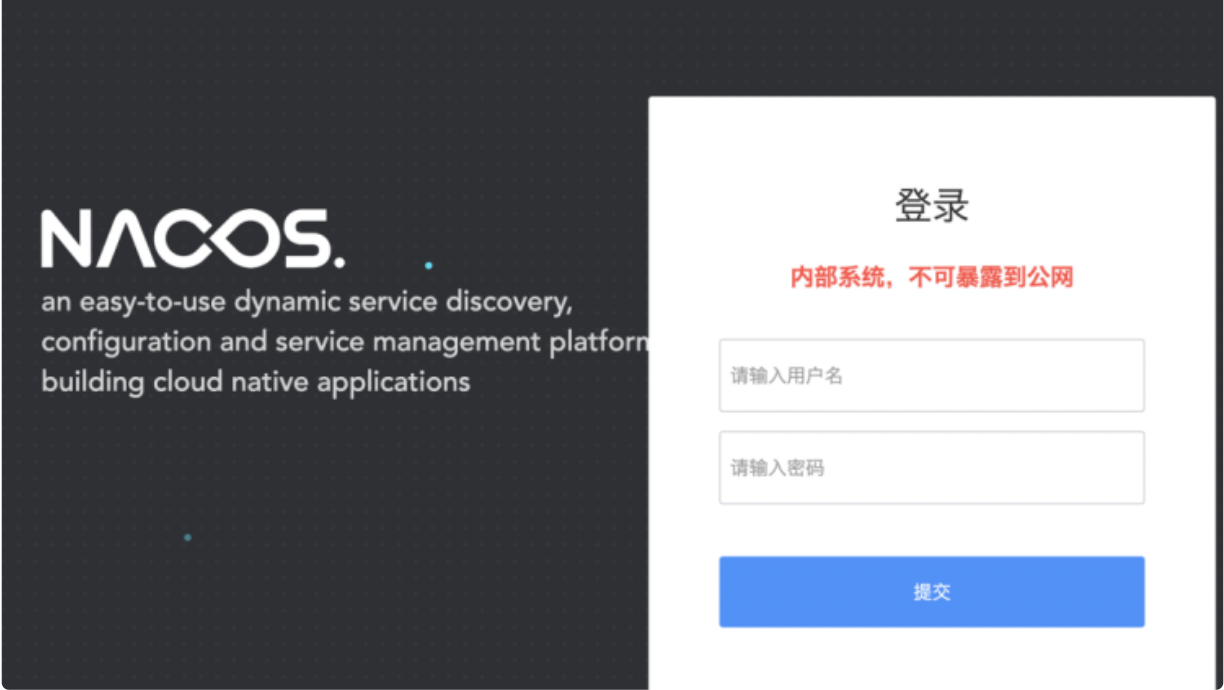 NACOS.
an easy-to-use dynamic service discovery,
configuration and service management platform
building cloud native applications
登录
内部系统，不可暴露到公网
请输入用户名
请输入密码
提交